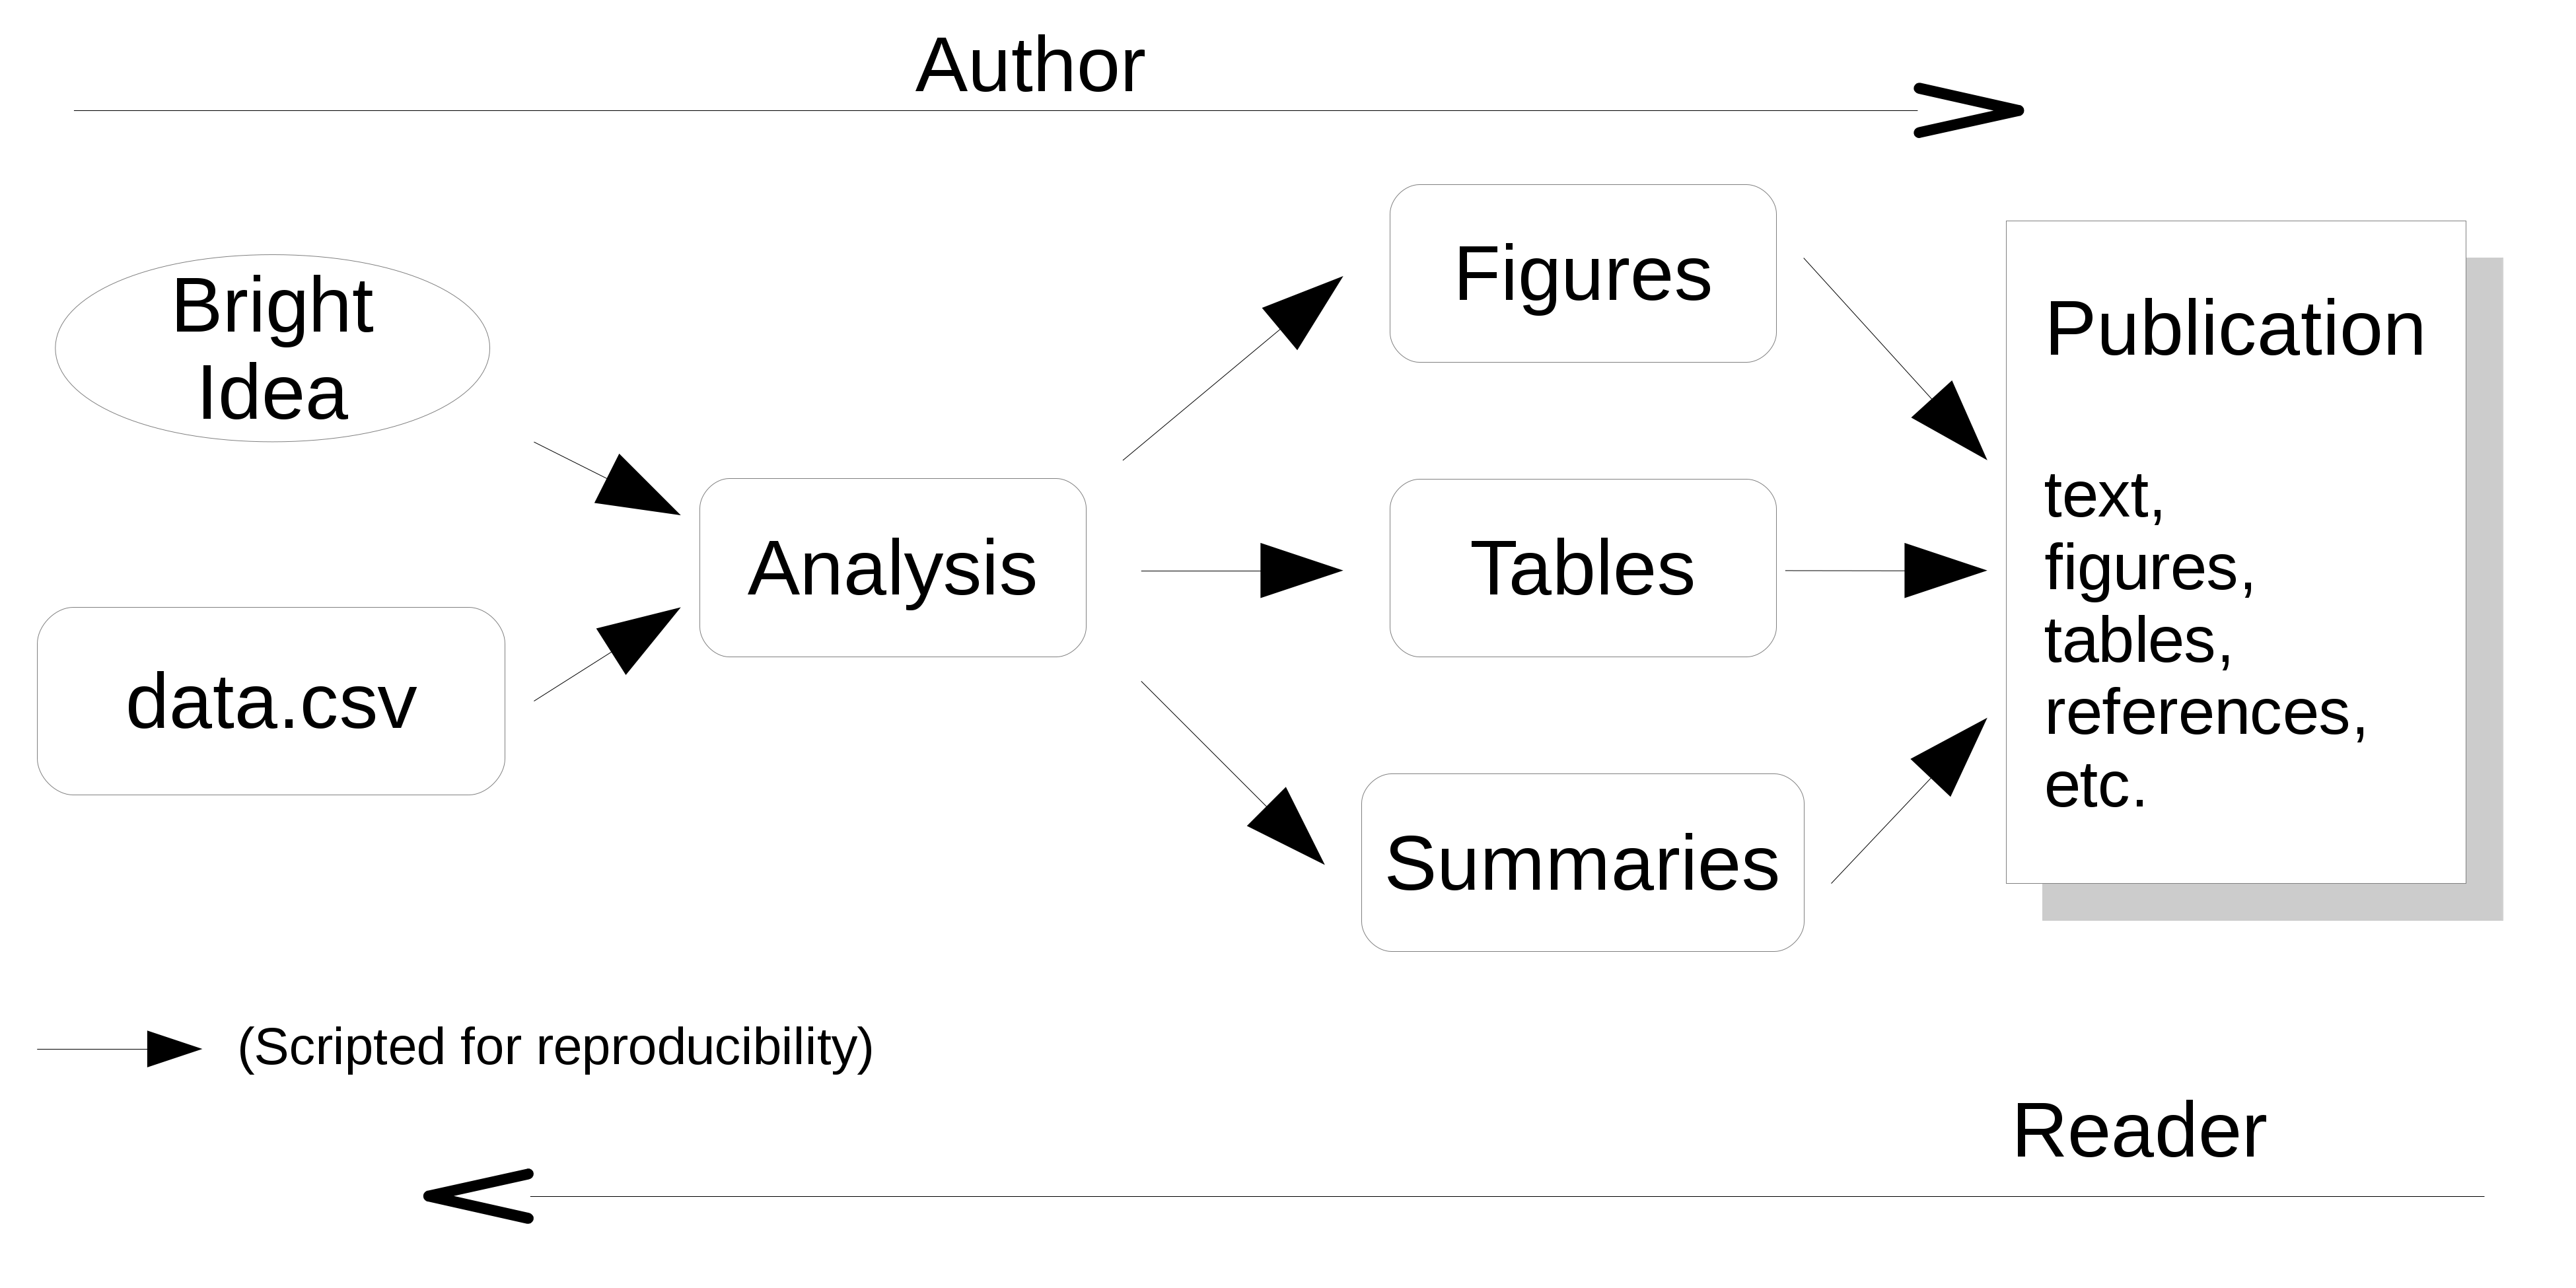 Author
Bright
Idea
data.csv
Analysis
Figures
Tables
Summaries
Publication
text,
figures,
tables,
references,
etc.
(Scripted for reproducibility)
Reader